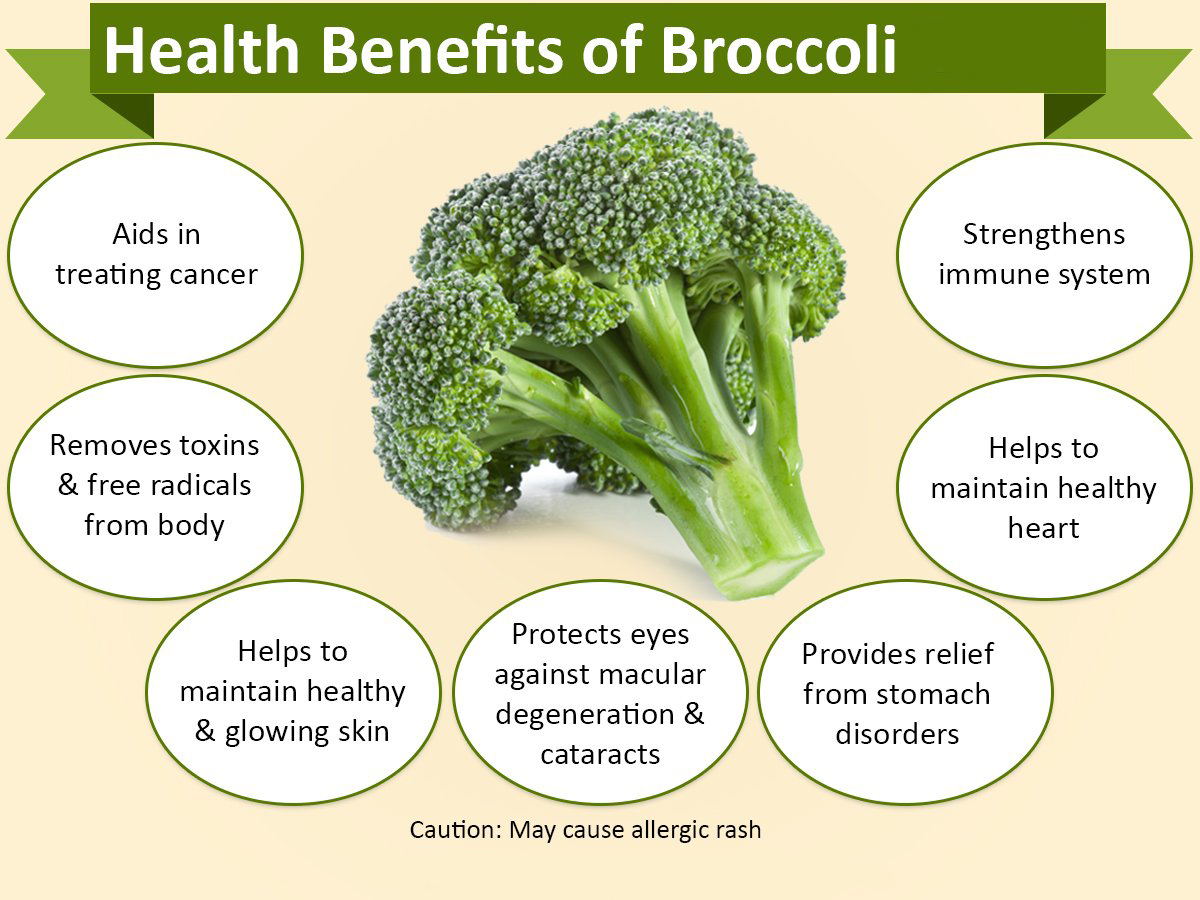 Health Benefits of Broccoli
Aids in
treating cancer
Strengthens
immune system
Removes toxins
& free radicals
from body
Helps to
maintain healthy
heart
Helps to
maintain healthy
& glowing skin
Protects eyes
against macular
degeneration &
cataracts
Provides relief
from stomach
disorders
Caution: May cause allergic rash